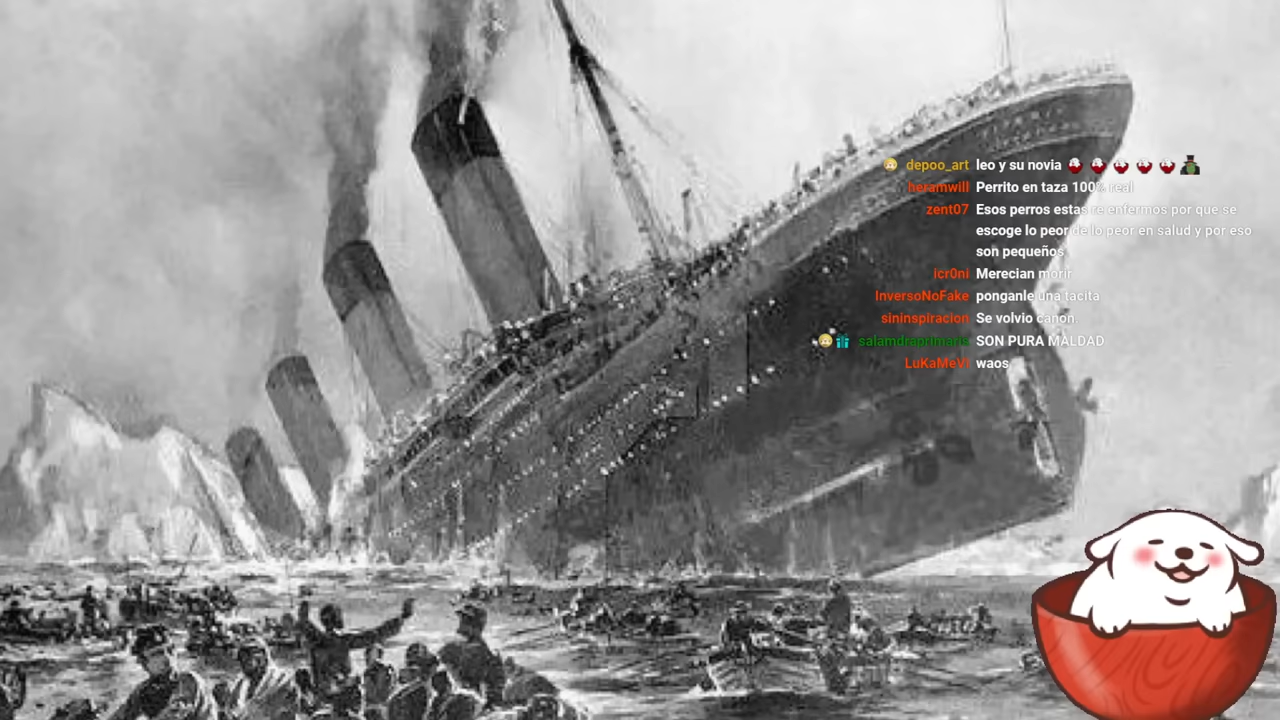 depoo_art leo y su novia
heramwill Perrito en taza 100% real
zent07 Esos perros estas re enfermos por que se
escoge lo peor de lo peor en salud y por eso
son pequeños
icr0ni Merecian morir
InversoNoFake ponganle una tacita
sininspiracion Se volvio canon.
salamdraprimaris SON PURA MALDAD
LuKaMeVi waos